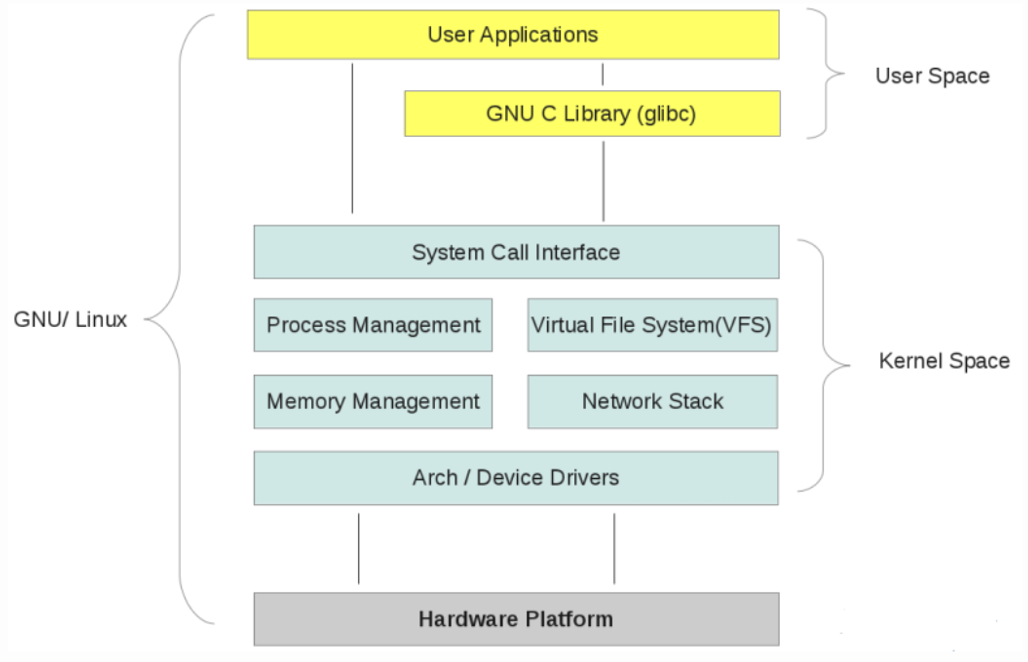 User Applications
User Space
GNU C Library (glibc)
System Call Interface
GNU/ Linux
Process Management
Virtual File System(VFS)
Kernel Space
Memory Management
Network Stack
Arch / Device Drivers
Hardware Platform